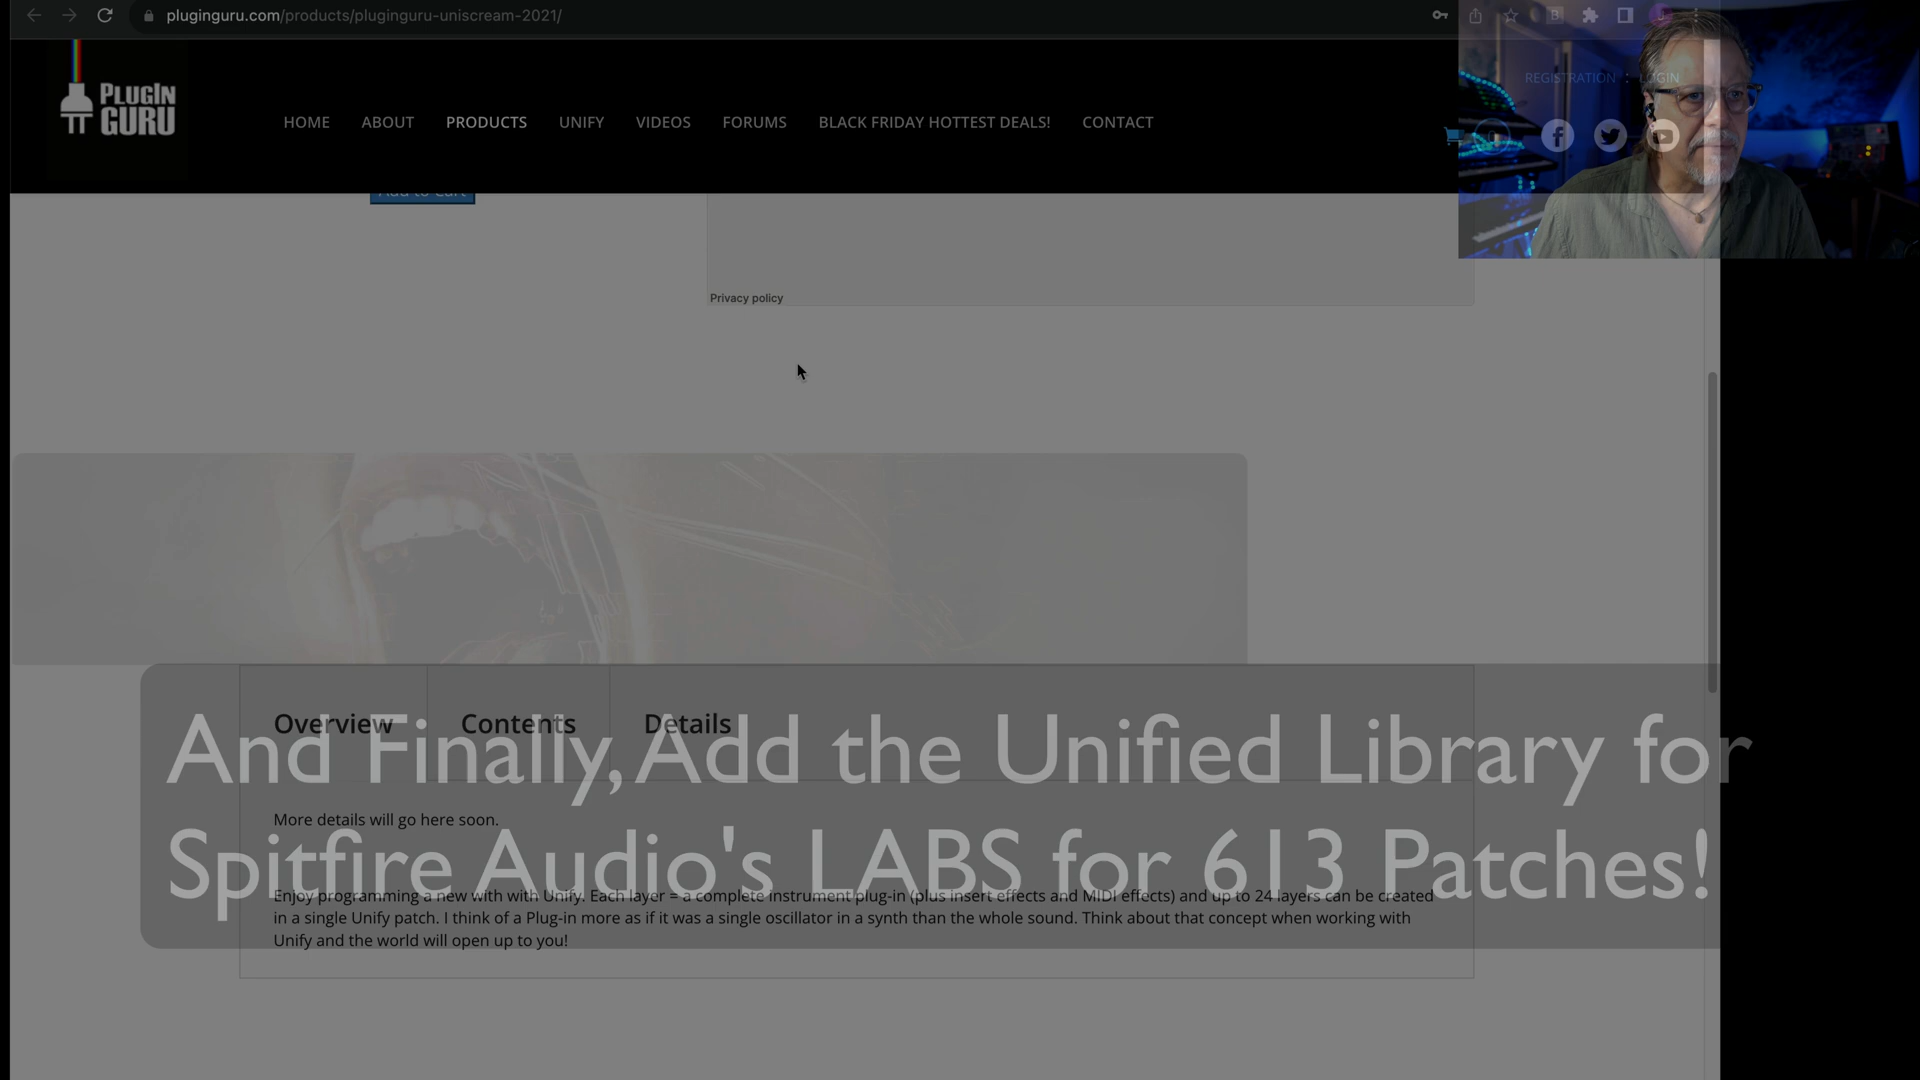 pluginguru.com/products/pluginguru-uniscream-2021/
REGISTRATION : LOGIN
PLUGIN
GURU
HOME ABOUT PRODUCTS UNIFY VIDEOS FORUMS BLACK FRIDAY HOTTEST DEALS! CONTACT
Add to Cart
Privacy policy
Overview Contents Details
And Finally, Add the Unified Library for
More details will go here soon.
Spitfire Audio's LABS for 613 Patches!
Enjoy programming a new with with Unify. Each layer = a complete instrument plug-in (plus insert effects and MIDI effects) and up to 24 layers can be created
in a single Unify patch. I think of a Plug-in more as if it was a single oscillator in a synth than the whole sound. Think about that concept when working with
Unify and the world will open up to you!